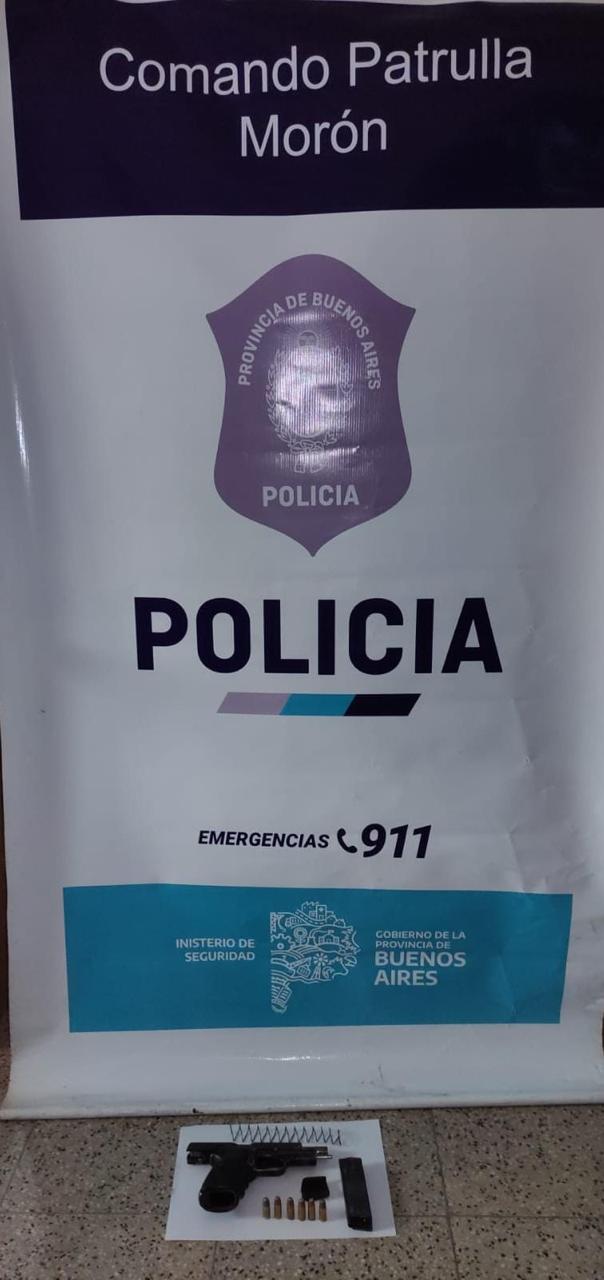 Comando Patrulla
Morón
PROVINCIA DE BUENOS AIRES
POLICIA
POLICIA
EMERGENCIAS 911
INISTERIO DE
SEGURIDAD
GOBIERNO DE LA
PROVINCIA DE
BUENOS
AIRES